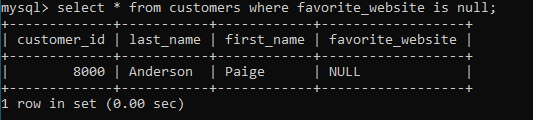 mysql> select * from customers where favorite_website is null;
+-------------+-----------+------------+------------------+
| customer_id | last_name | first_name | favorite_website |
+-------------+-----------+------------+------------------+
|        8000 | Anderson  | Paige      | NULL             |
+-------------+-----------+------------+------------------+
1 row in set (0.00 sec)